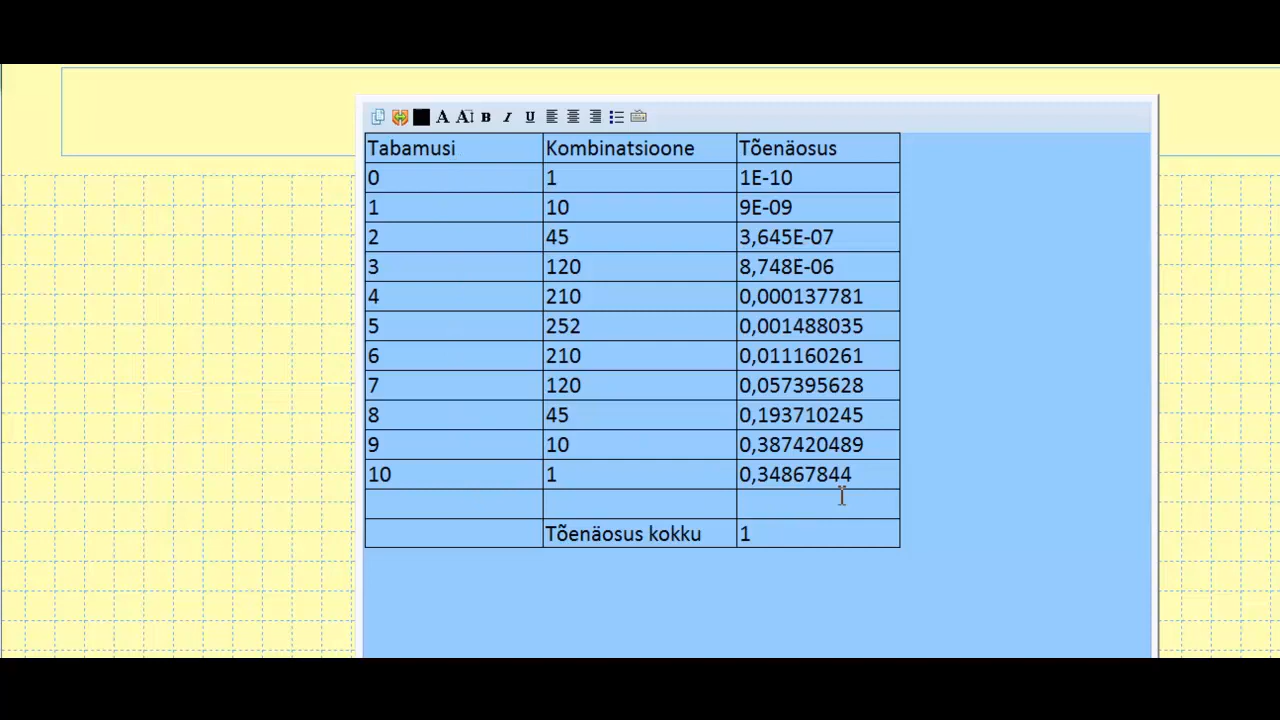 Tabamusi Kombinatsioone Tõenäosus
0 1 1E-10
1 10 9E-09
2 45 3,645E-07
3 120 8,748E-06
4 210 0,000137781
5 252 0,001488035
6 210 0,011160261
7 120 0,057395628
8 45 0,193710245
9 10 0,387420489
10 1 0,34867844
Tõenäosus kokku 1